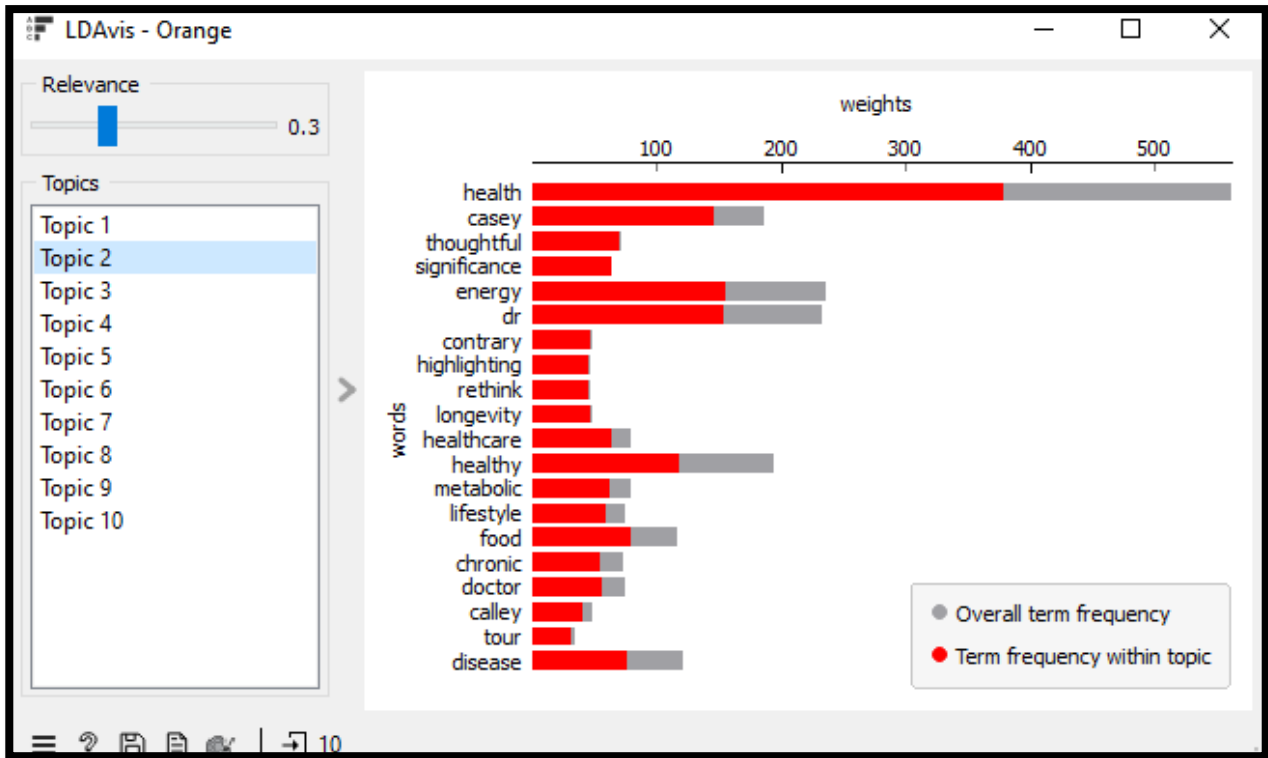 LDAvis - Orange
Relevance
0.3
Topics
Topic 1
Topic 2
Topic 3
Topic 4
Topic 5
Topic 6
Topic 7
Topic 8
Topic 9
Topic 10
weights
100 200 300 400 500
words
health
casey
thoughtful
significance
energy
dr
contrary
highlighting
rethink
longevity
healthcare
healthy
metabolic
lifestyle
food
chronic
doctor
calley
tour
disease
Overall term frequency
Term frequency within topic
10